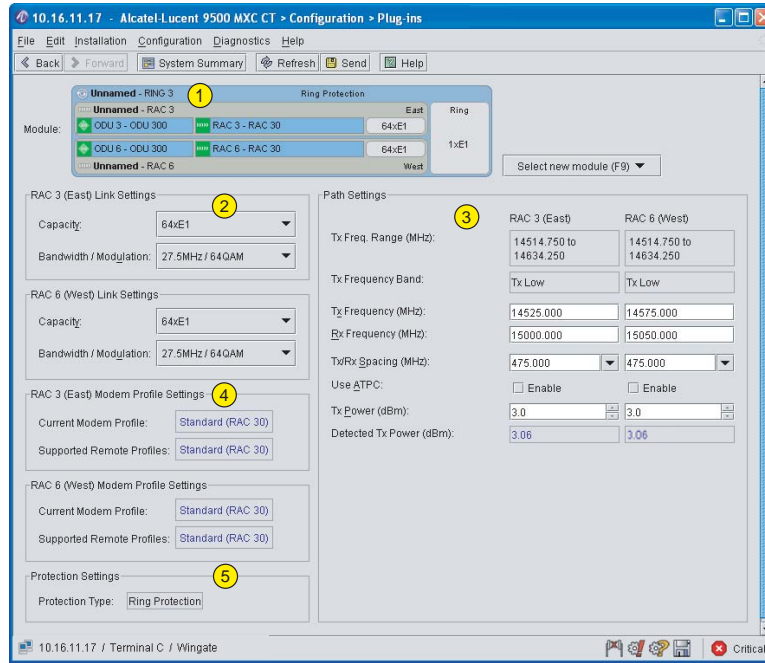 10.16.11.17 - Alcatel-Lucent 9500 MXC CT > Configuration > Plug-ins
File Edit Installation Configuration Diagnostics Help
Back Forward System Summary Refresh Send Help
Module:
Unnamed - RING 3 1 Ring Protection
Unnamed - RAC 3 East Ring
ODU 3 - ODU 300 RAC 3 - RAC 30 64xE1
1xE1
ODU 6 - ODU 300 RAC 6 - RAC 30 64xE1
Unnamed - RAC 6 West
Select new module (F9)
RAC 3 (East) Link Settings 2
Capacity: 64xE1
Bandwidth / Modulation: 27.5MHz / 64QAM
RAC 6 (West) Link Settings
Capacity: 64xE1
Bandwidth / Modulation: 27.5MHz / 64QAM
RAC 3 (East) Modem Profile Settings 4
Current Modem Profile: Standard (RAC 30)
Supported Remote Profiles: Standard (RAC 30)
RAC 6 (West) Modem Profile Settings
Current Modem Profile: Standard (RAC 30)
Supported Remote Profiles: Standard (RAC 30)
Protection Settings 5
Protection Type: Ring Protection
Path Settings 3
RAC 3 (East) RAC 6 (West)
Tx Freq. Range (MHz): 14514.750 to 14514.750 to
14634.250 14634.250
Tx Frequency Band: Tx Low Tx Low
Tx Frequency (MHz): 14525.000 14575.000
Rx Frequency (MHz): 15000.000 15050.000
Tx/Rx Spacing (MHz): 475.000 475.000
Use ATPC: Enable Enable
Tx Power (dBm): 3.0 3.0
Detected Tx Power (dBm): 3.06 3.06
10.16.11.17 / Terminal C / Wingate Critical